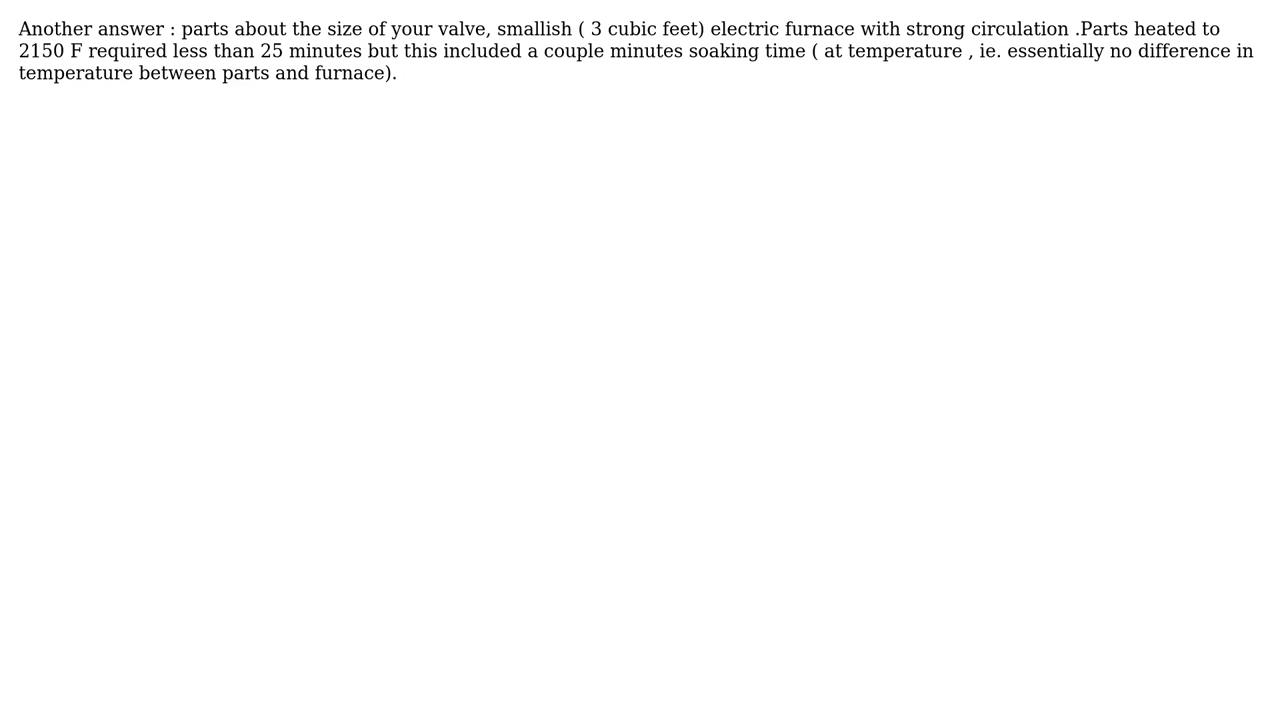 Another answer : parts about the size of your valve, smallish ( 3 cubic feet) electric furnace with strong circulation .Parts heated to
2150 F required less than 25 minutes but this included a couple minutes soaking time ( at temperature , ie. essentially no difference in
temperature between parts and furnace).